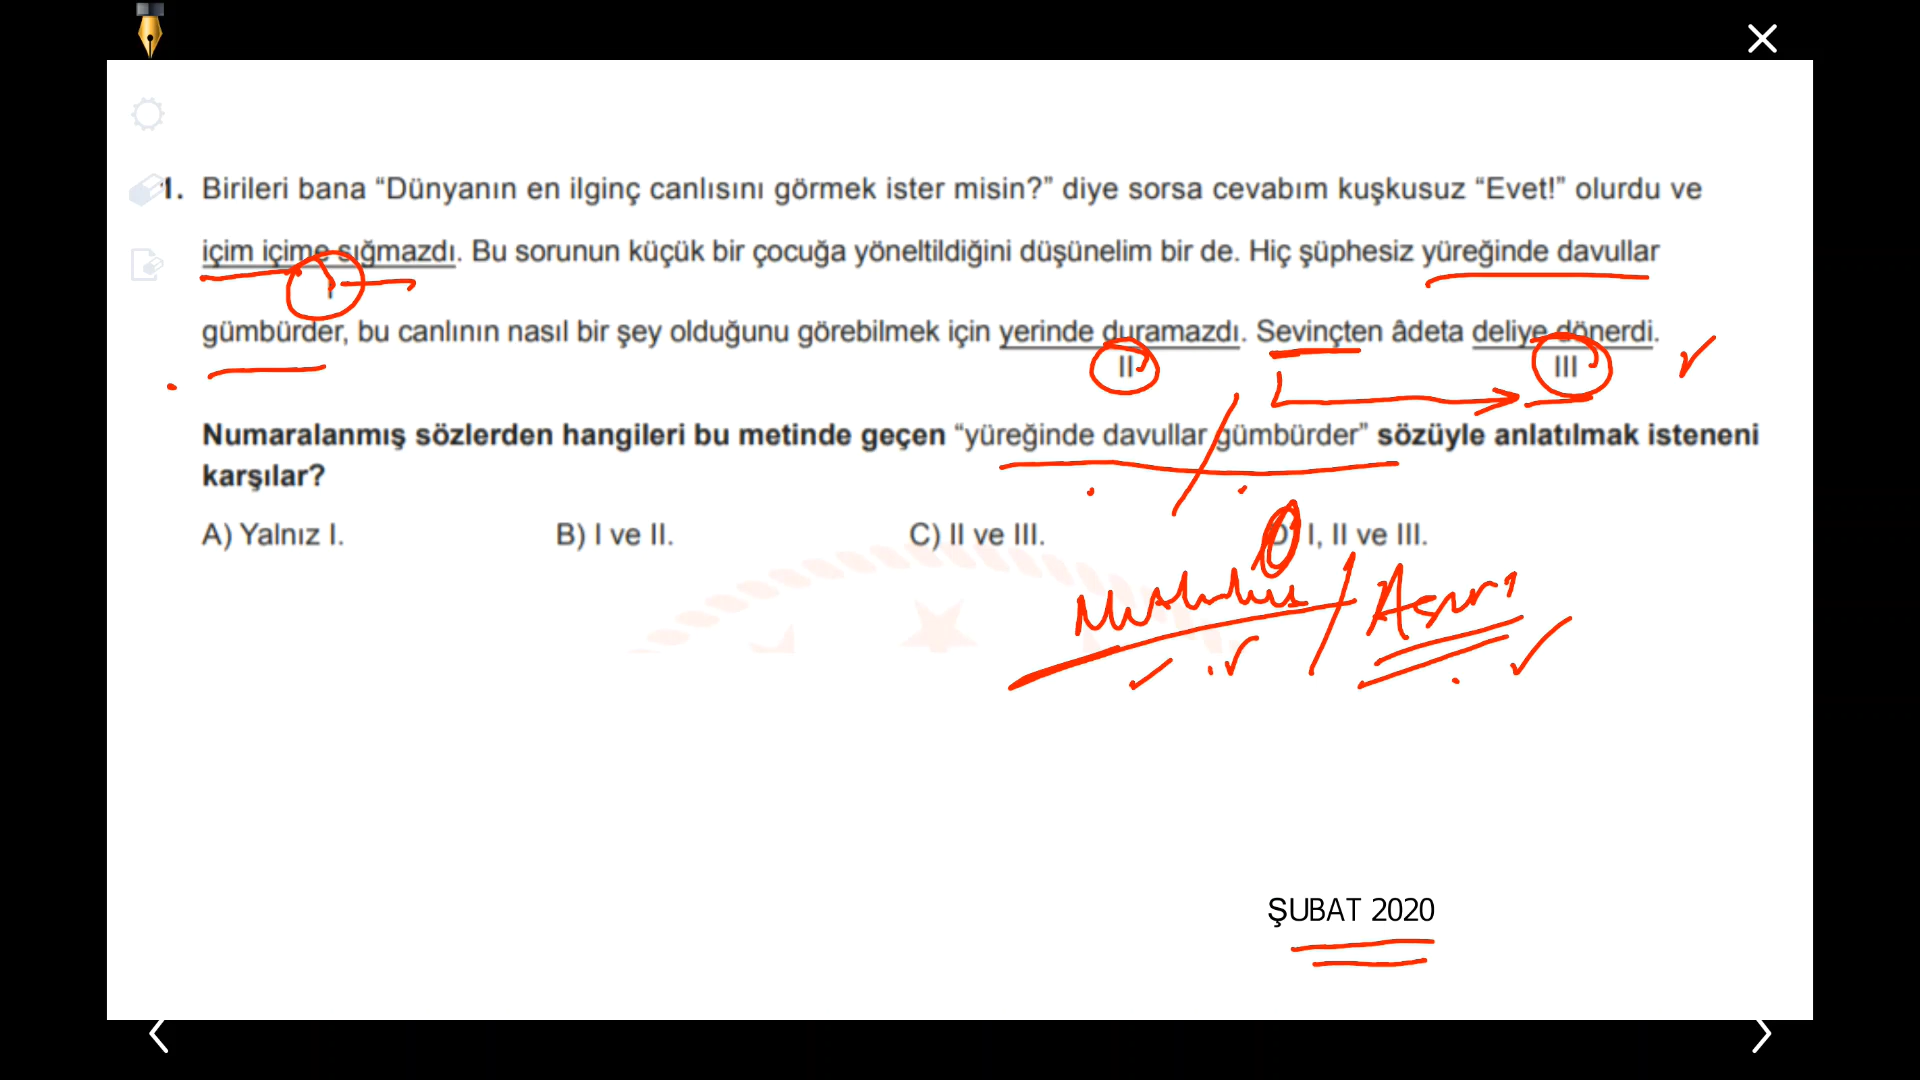 1. Birileri bana “Dünyanın en ilginç canlısını görmek ister misin?” diye sorsa cevabım kuşkusuz “Evet!” olurdu ve
içim içime sığmazdı. Bu sorunun küçük bir çocuğa yöneltildiğini düşünelim bir de. Hiç şüphesiz yüreğinde davullar
I
gümbürder, bu canlının nasıl bir şey olduğunu görebilmek için yerinde duramazdı. Sevinçten âdeta deliye dönerdi.
II III
Numaralanmış sözlerden hangileri bu metinde geçen “yüreğinde davullar gümbürder” sözüyle anlatılmak isteneni
karşılar?
A) Yalnız I. B) I ve II. C) II ve III. D) I, II ve III.
Mutluluk / Aşırı
ŞUBAT 2020